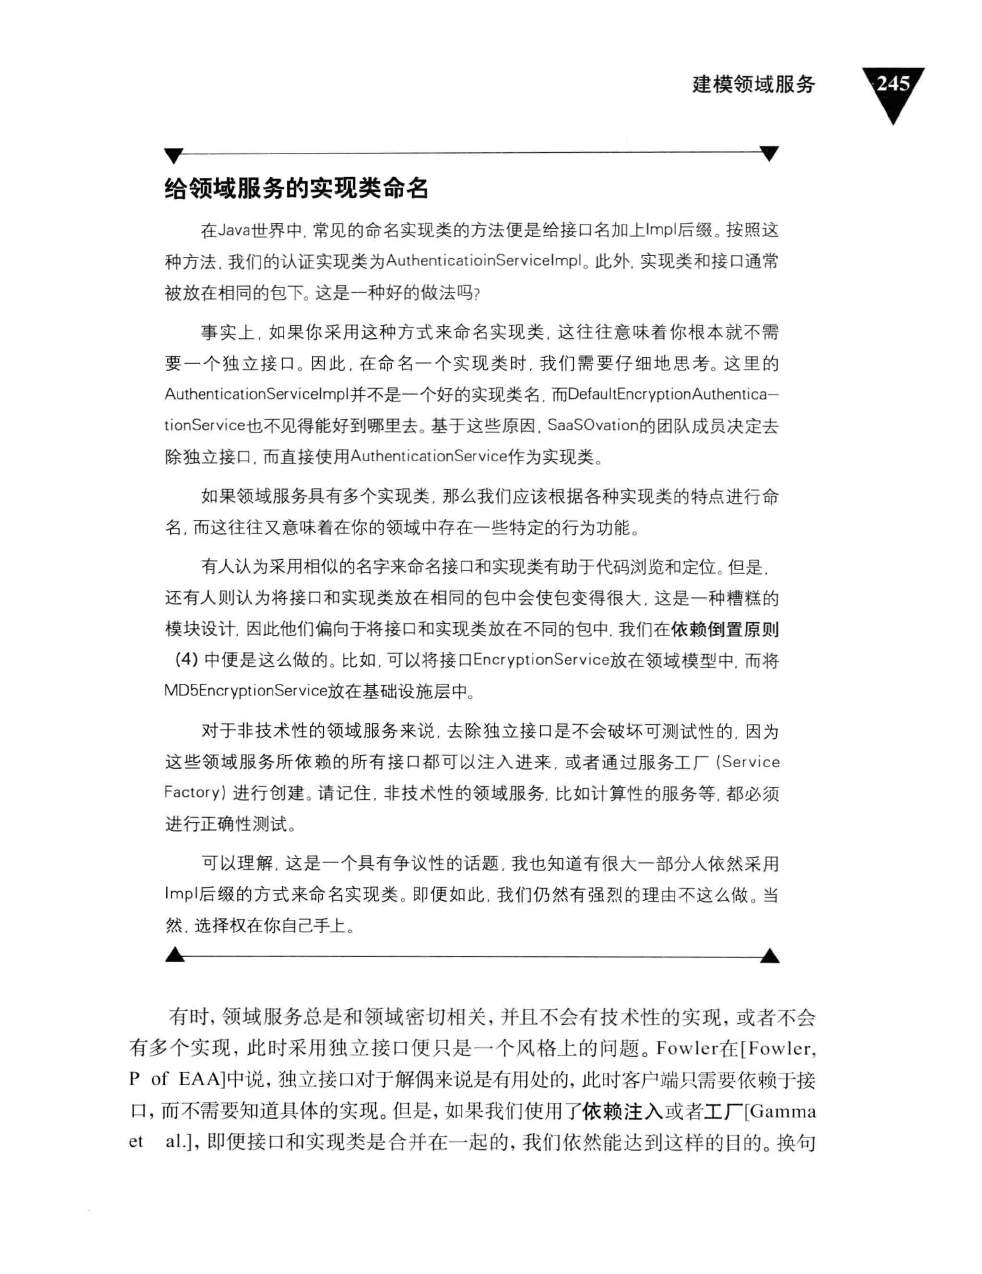 建模领域服务
245
给领域服务的实现类命名
在Java世界中, 常见的命名实现类的方法便是给接口名加上Impl后缀。按照这
种方法, 我们的认证实现类为AuthenticatioinServiceImpl。此外, 实现类和接口通常
被放在相同的包下。这是一种好的做法吗?
事实上, 如果你采用这种方式来命名实现类, 这往往意味着你根本就不需
要一个独立接口。因此, 在命名一个实现类时, 我们需要仔细地思考。这里的
AuthenticationServiceImpl并不是一个好的实现类名, 而DefaultEncryptionAuthentica-
tionService也不见得能好到哪里去。基于这些原因, SaaSOvation的团队成员决定去
除独立接口, 而直接使用AuthenticationService作为实现类。
如果领域服务具有多个实现类, 那么我们应该根据各种实现类的特点进行命
名, 而这往往又意味着在你的领域中存在一些特定的行为功能。
有人认为采用相似的名字来命名接口和实现类有助于代码浏览和定位。但是,
还有人则认为将接口和实现类放在相同的包中会使包变得很大, 这是一种糟糕的
模块设计, 因此他们偏向于将接口和实现类放在不同的包中, 我们在依赖倒置原则
(4) 中便是这么做的。比如, 可以将接口EncryptionService放在领域模型中, 而将
MD5EncryptionService放在基础设施层中。
对于非技术性的领域服务来说, 去除独立接口是不会破坏可测试性的, 因为
这些领域服务所依赖的所有接口都可以注入进来, 或者通过服务工厂 (Service
Factory) 进行创建。请记住, 非技术性的领域服务, 比如计算性的服务等, 都必须
进行正确性测试。
可以理解, 这是一个具有争议性的话题, 我也知道有很大一部分人依然采用
Impl后缀的方式来命名实现类。即便如此, 我们仍然有强烈的理由不这么做。当
然, 选择权在你自己手上。
有时, 领域服务总是和领域密切相关, 并且不会有技术性的实现, 或者不会
有多个实现, 此时采用独立接口便只是一个风格上的问题。Fowler在[Fowler,
P of EAA]中说, 独立接口对于解偶来说是有用处的, 此时客户端只需要依赖于接
口, 而不需要知道具体的实现。但是, 如果我们使用了依赖注入或者工厂[Gamma
et al.], 即便接口和实现类是合并在一起的, 我们依然能达到这样的目的。换句